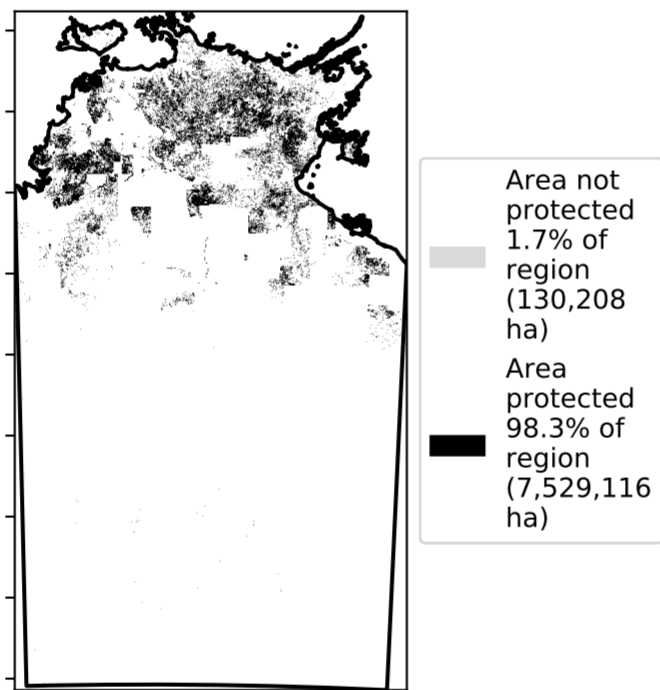 Area not
protected
1.7% of
region
(130,208
ha)
Area
protected
98.3% of
region
(7,529,116
ha)